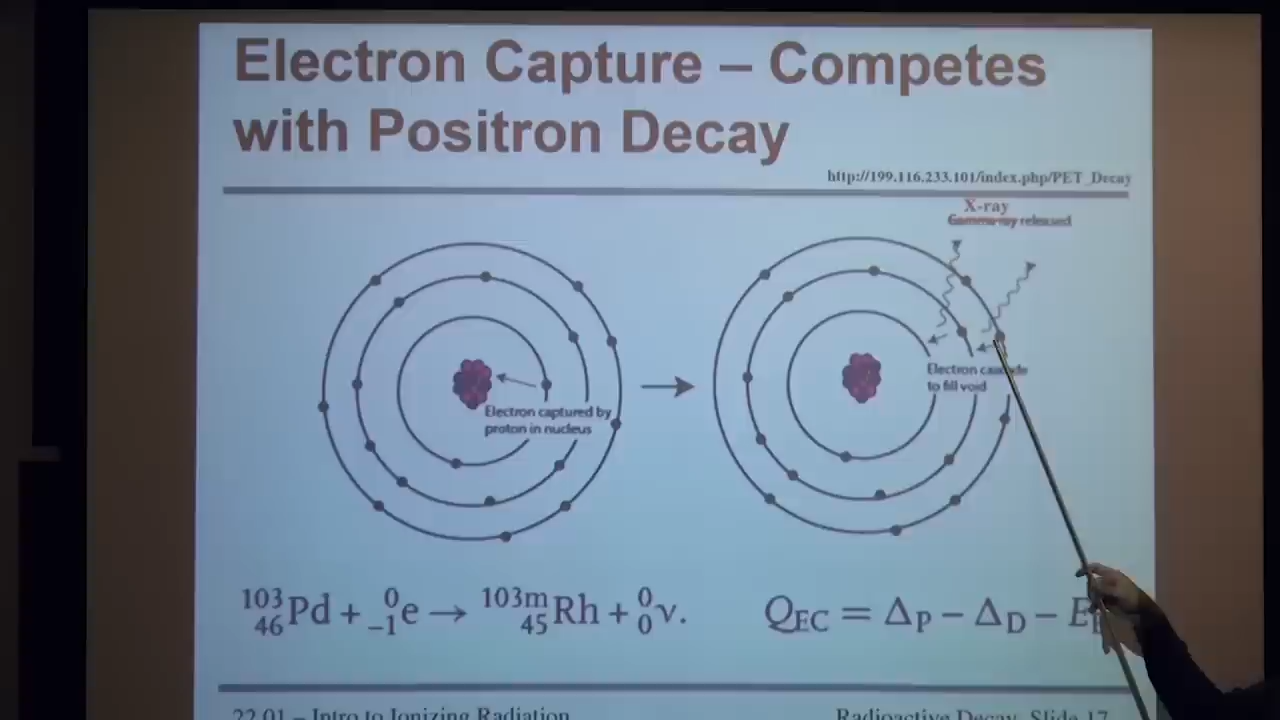 Electron Capture – Competes
with Positron Decay
http://199.116.233.101/index.php/PET_Decay
X-ray
Gamma-ray released
Electron captured by
proton in nucleus
Electron cascade
to fill void
¹⁰³₄₆Pd + ⁰₋₁e → ¹⁰³ᵐ₄₅Rh + ⁰₀ν.
Q_EC = Δ_P − Δ_D − E
22.01 – Intro to Ionizing Radiation
Radioactive Decay, Slide 17